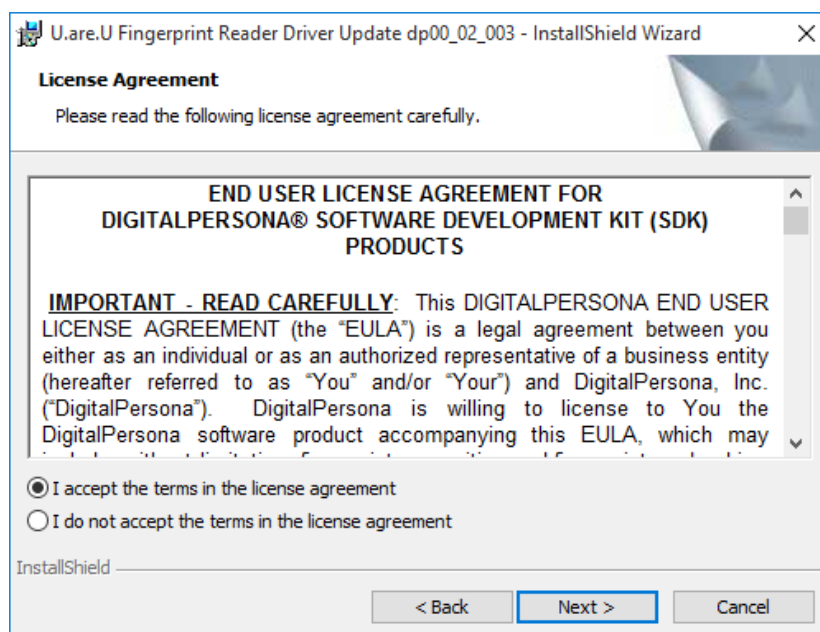 U.are.U Fingerprint Reader Driver Update dp00_02_003 - InstallShield Wizard
License Agreement
Please read the following license agreement carefully.
END USER LICENSE AGREEMENT FOR
DIGITALPERSONA® SOFTWARE DEVELOPMENT KIT (SDK)
PRODUCTS
IMPORTANT - READ CAREFULLY: This DIGITALPERSONA END USER
LICENSE AGREEMENT (the “EULA”) is a legal agreement between you
either as an individual or as an authorized representative of a business entity
(hereafter referred to as “You” and/or “Your”) and DigitalPersona, Inc.
(“DigitalPersona”). DigitalPersona is willing to license to You the
DigitalPersona software product accompanying this EULA, which may
I accept the terms in the license agreement
I do not accept the terms in the license agreement
InstallShield
< Back
Next >
Cancel